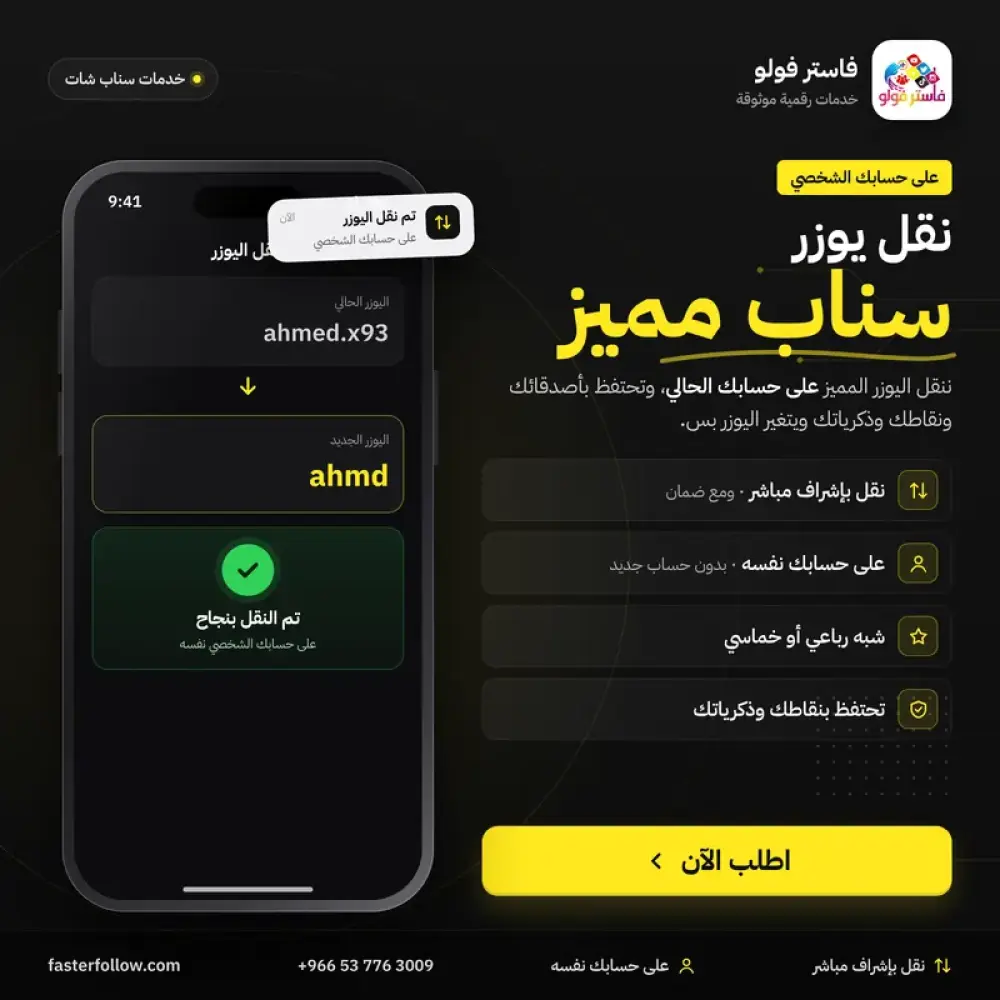 فاستر فولو
فاستر فولو
خدمات رقمية موثوقة
خدمات سناب شات
على حسابك الشخصي
نقل يوزر
سناب مميز
ننقل اليوزر المميز على حسابك الحالي، وتحتفظ بأصدقائك
ونقاطك وذكرياتك ويتغير اليوزر بس.
نقل بإشراف مباشر · ومع ضمان
على حسابك نفسه · بدون حساب جديد
شبه رباعي أو خماسي
تحتفظ بنقاطك وذكرياتك
اطلب الآن
9:41
تم نقل اليوزر
الآن
على حسابك الشخصي
اليوزر
اليوزر الحالي
ahmed.x93
اليوزر الجديد
ahmd
تم النقل بنجاح
على حسابك الشخصي نفسه
نقل بإشراف مباشر
على حسابك نفسه
+966 53 776 3009
fasterfollow.com